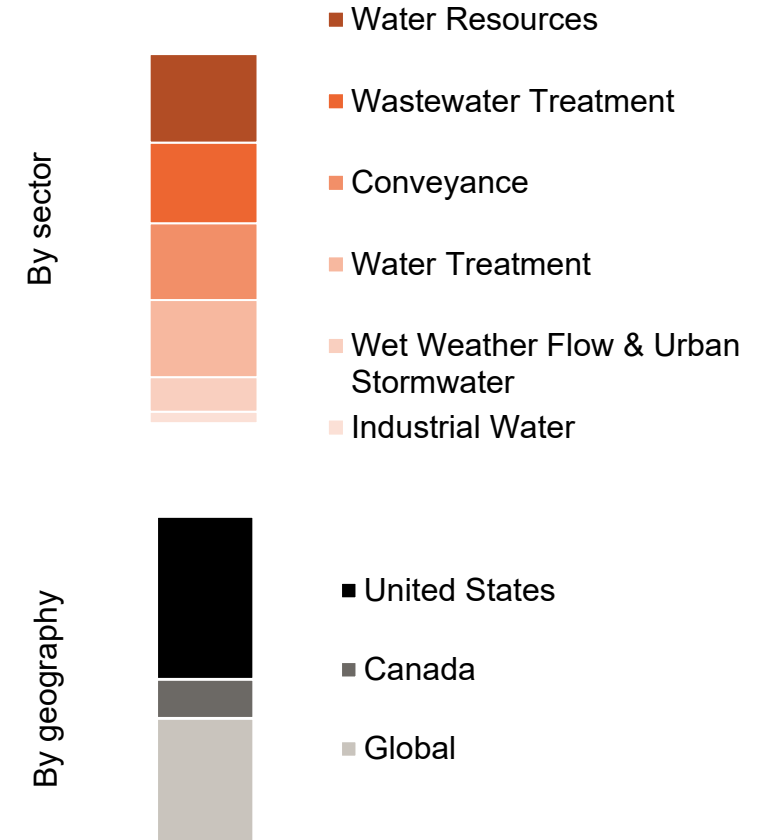 By sector
Water Resources
Wastewater Treatment
Conveyance
Water Treatment
Wet Weather Flow & Urban
Stormwater
Industrial Water
By geography
United States
Canada
Global